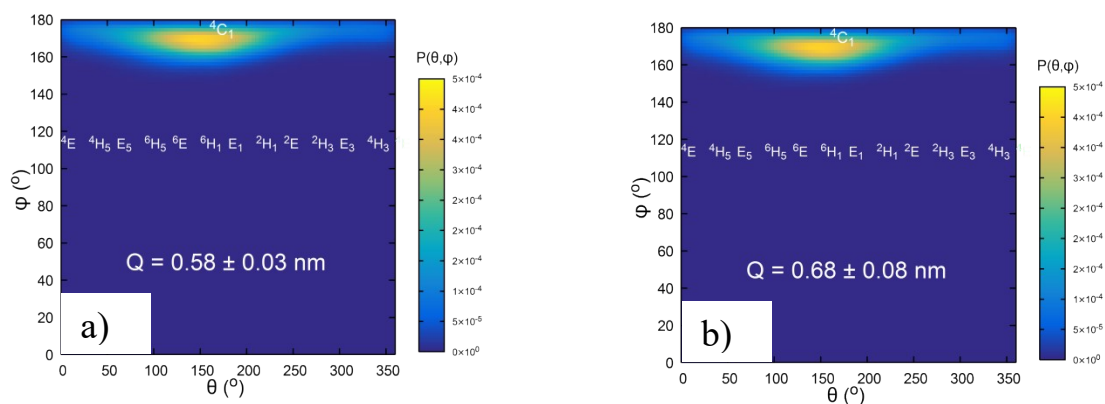 180
160
140
120
100
80
60
40
20
0
φ (°)
⁴C₁
⁴E ⁴H₅ E₅ ⁶H₅ ⁶E ⁶H₁ E₁ ²H₁ ²E ²H₃ E₃ ⁴H₃
Q = 0.58 ± 0.03 nm
a)
0 50 100 150 200 250 300 350
θ (°)
P(θ,φ)
5×10⁻⁴
4×10⁻⁴
4×10⁻⁴
3×10⁻⁴
3×10⁻⁴
2×10⁻⁴
2×10⁻⁴
1×10⁻⁴
5×10⁻⁵
0×10⁰
180
160
140
120
100
80
60
40
20
0
φ (°)
⁴C₁
⁴E ⁴H₅ E₅ ⁶H₅ ⁶E ⁶H₁ E₁ ²H₁ ²E ²H₃ E₃ ⁴H₃
Q = 0.68 ± 0.08 nm
b)
0 50 100 150 200 250 300 350
θ (°)
P(θ,φ)
5×10⁻⁴
4×10⁻⁴
4×10⁻⁴
3×10⁻⁴
3×10⁻⁴
2×10⁻⁴
2×10⁻⁴
1×10⁻⁴
5×10⁻⁵
0×10⁰